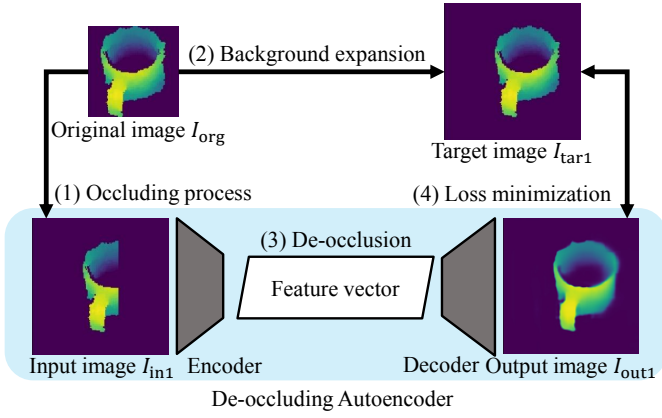 (2) Background expansion
Original image I_org
Target image I_tar1
(1) Occluding process
(4) Loss minimization
(3) De-occlusion
Feature vector
Input image I_in1
Encoder
Decoder
Output image I_out1
De-occluding Autoencoder